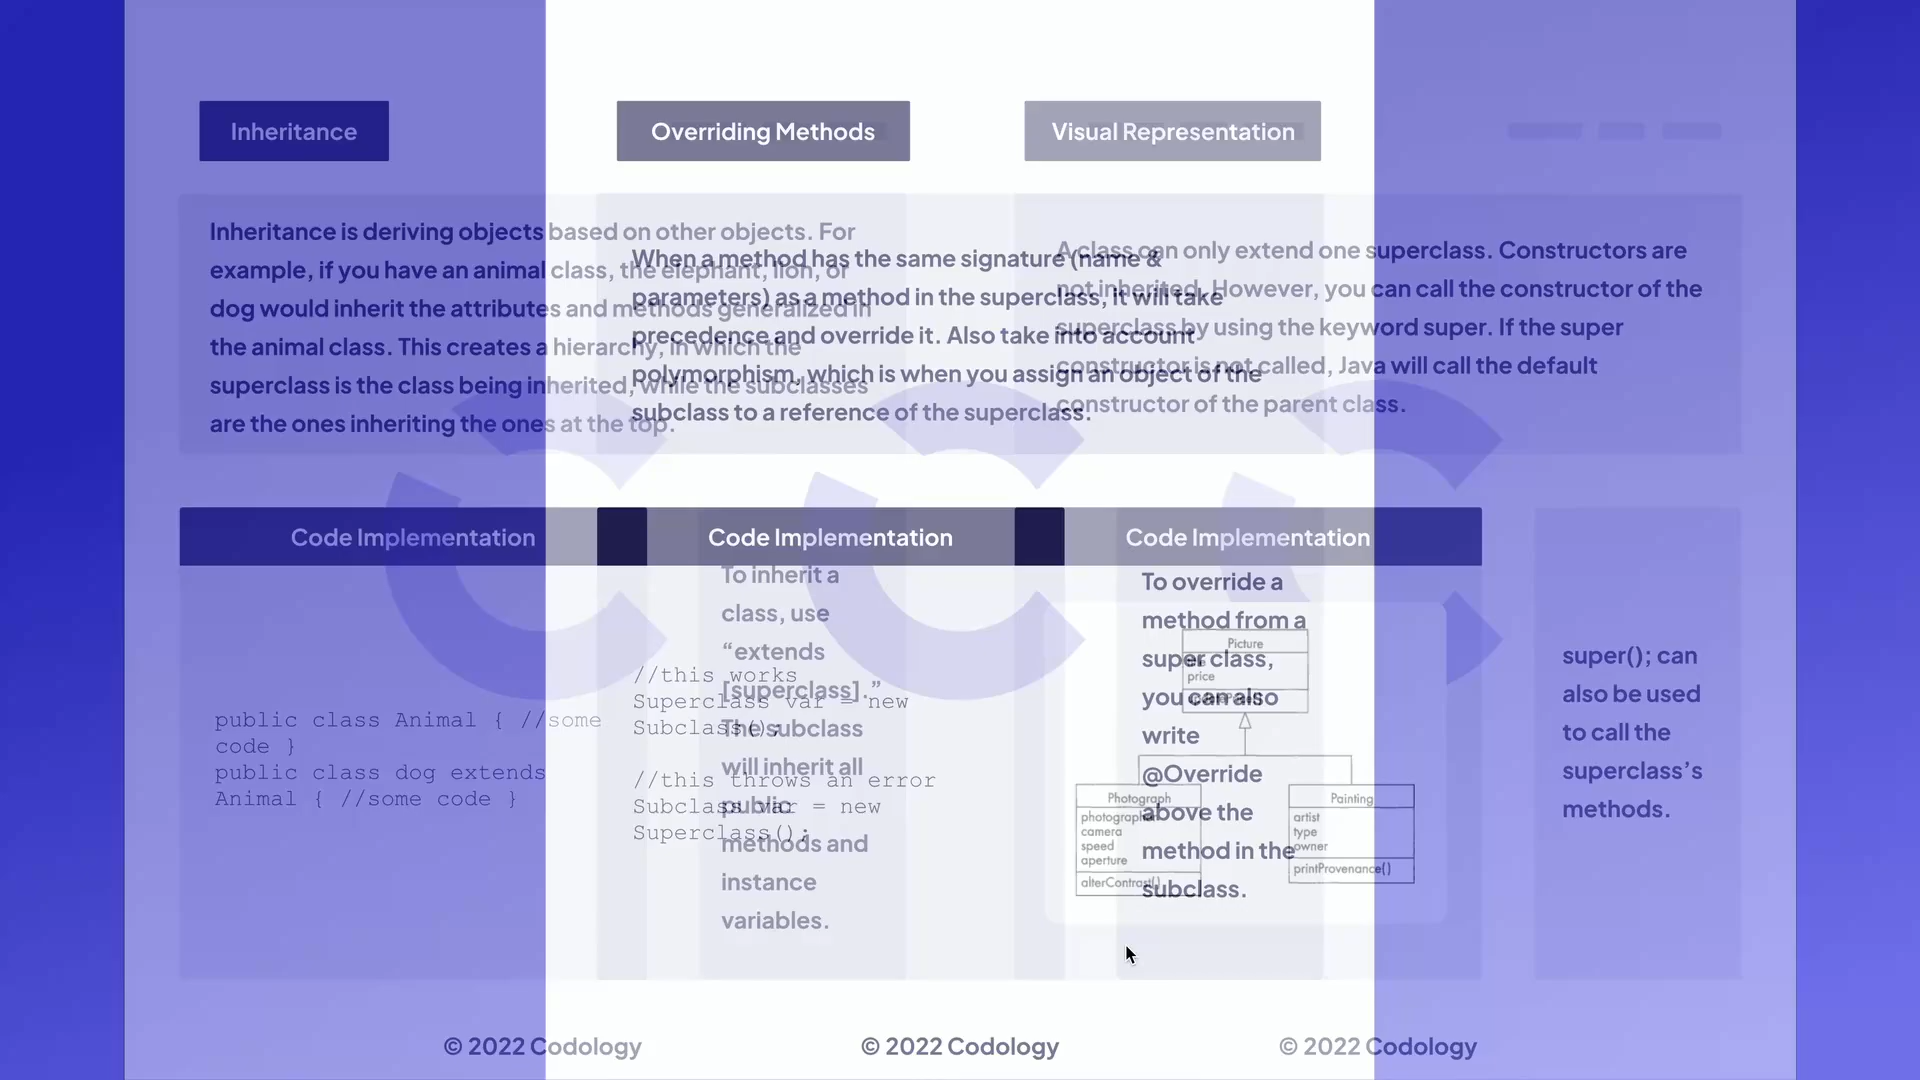 Inheritance
Overriding Methods
Visual Representation
Inheritance is deriving objects based on other objects. For
example, if you have an animal class, the elephant, lion, or
dog would inherit the attributes and methods generalized in
the animal class. This creates a hierarchy, in which the
superclass is the class being inherited, while the subclasses
are the ones inheriting the ones at the top.
When a method has the same signature (name &
parameters) as a method in the superclass, it will take
precedence and override it. Also take into account
polymorphism, which is when you assign an object of the
subclass to a reference of the superclass.
A class can only extend one superclass. Constructors are
not inherited. However, you can call the constructor of the
superclass by using the keyword super. If the super
constructor is not called, Java will call the default
constructor of the parent class.
Code Implementation
Code Implementation
Code Implementation
public class Animal { //some
code }
public class dog extends
Animal { //some code }
To inherit a
class, use
“extends
[superclass].”
The subclass
will inherit all
public
methods and
instance
variables.
//this works
Superclass var = new
Subclass();
//this throws an error
Subclass var = new
Superclass();
To override a
method from a
super class,
you can also
write
@Override
above the
method in the
subclass.
Picture
price
Photograph
photographer
camera
speed
aperture
alterContrast()
Painting
artist
type
owner
printProvenance()
super(); can
also be used
to call the
superclass’s
methods.
© 2022 Codology
© 2022 Codology
© 2022 Codology